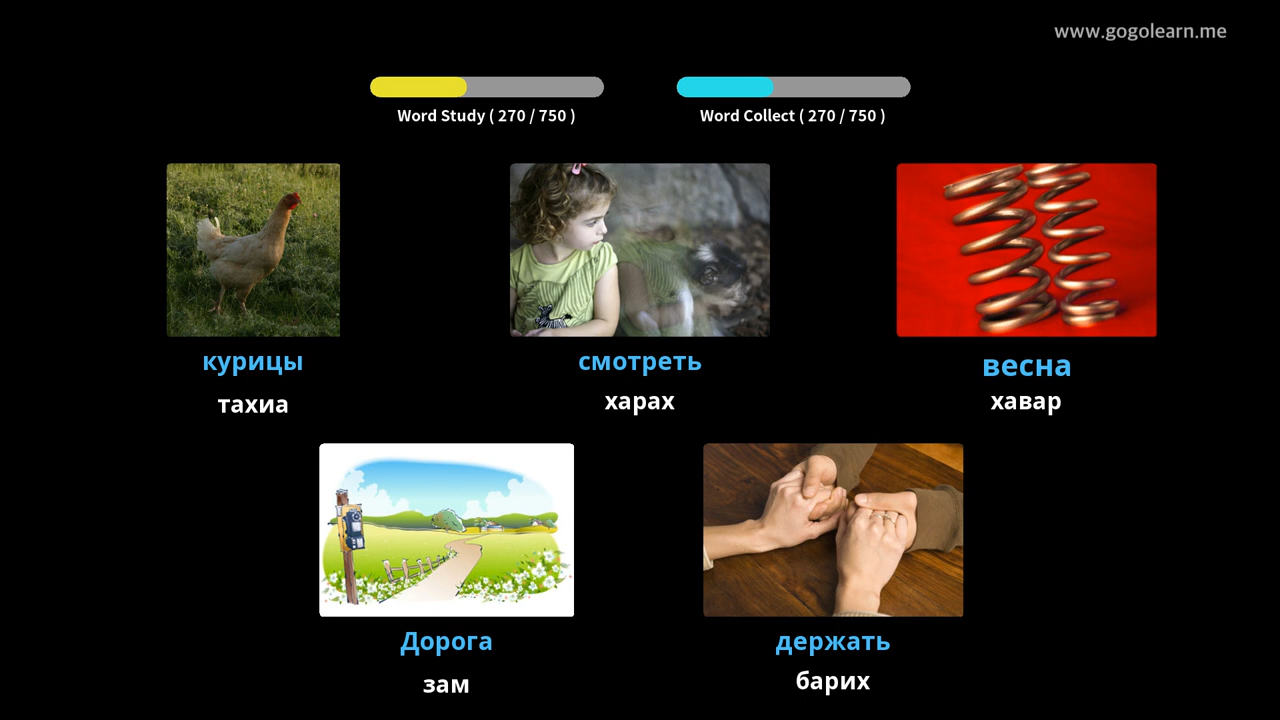 www.gogolearn.me
Word Study ( 270 / 750 )
Word Collect ( 270 / 750 )
курицы
тахиа
смотреть
харах
весна
хавар
Дорога
зам
держать
барих